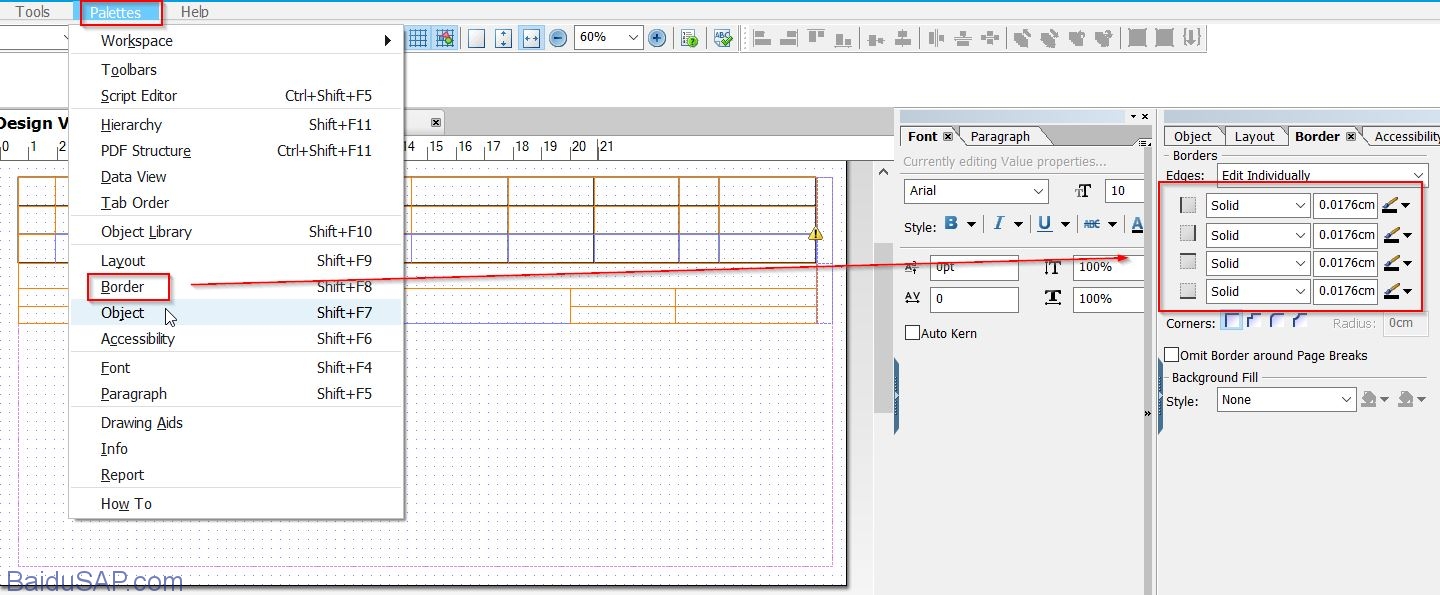 Tools Palettes Help
Workspace
Toolbars
Script Editor Ctrl+Shift+F5
Hierarchy Shift+F11
PDF Structure Ctrl+Shift+F11
Data View
Tab Order
Object Library Shift+F10
Layout Shift+F9
Border Shift+F8
Object Shift+F7
Accessibility Shift+F6
Font Shift+F4
Paragraph Shift+F5
Drawing Aids
Info
Report
How To
60%
ABC
Design V
0 1 2 14 15 16 17 18 19 20 21
Font Paragraph
Currently editing Value properties...
Arial 10
Style: B I U ABC A
0pt 100%
AV 0 100%
Auto Kern
Object Layout Border Accessibility
Borders
Edges: Edit Individually
Solid 0.0176cm
Solid 0.0176cm
Solid 0.0176cm
Solid 0.0176cm
Corners: Radius: 0cm
Omit Border around Page Breaks
Background Fill
Style: None
BaiduSAP.com